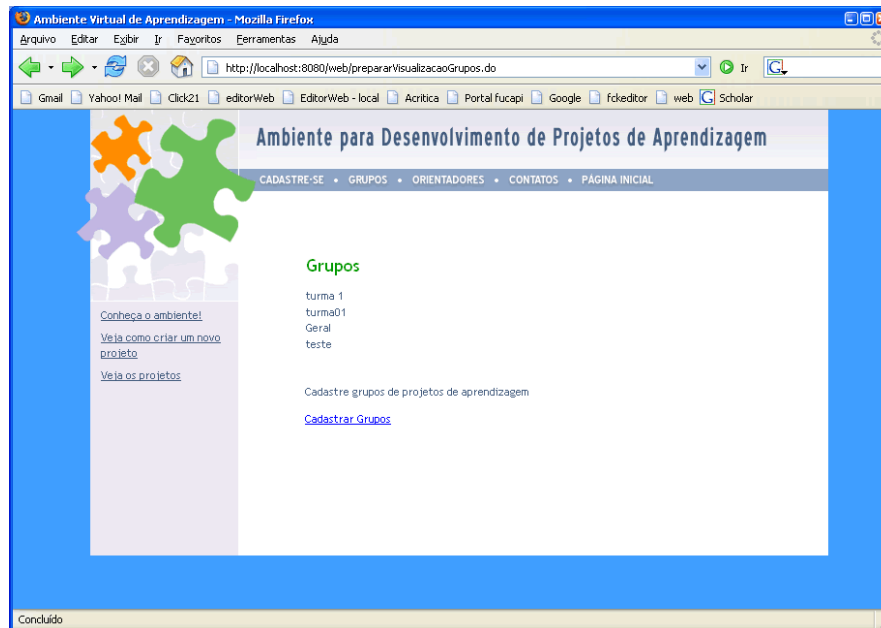 Ambiente Virtual de Aprendizagem - Mozilla Firefox
Arquivo Editar Exibir Ir Favoritos Ferramentas Ajuda
http://localhost:8080/web/prepararVisualizacaoGrupos.do Ir G
Gmail Yahoo! Mail Click21 editorWeb EditorWeb - local Acritica Portal fucapi Google fckeditor web G Scholar
Ambiente para Desenvolvimento de Projetos de Aprendizagem
CADASTRE-SE • GRUPOS • ORIENTADORES • CONTATOS • PÁGINA INICIAL
Conheça o ambiente!
Veja como criar um novo
projeto
Veja os projetos
Grupos
turma 1
turma01
Geral
teste
Cadastre grupos de projetos de aprendizagem
Cadastrar Grupos
Concluído